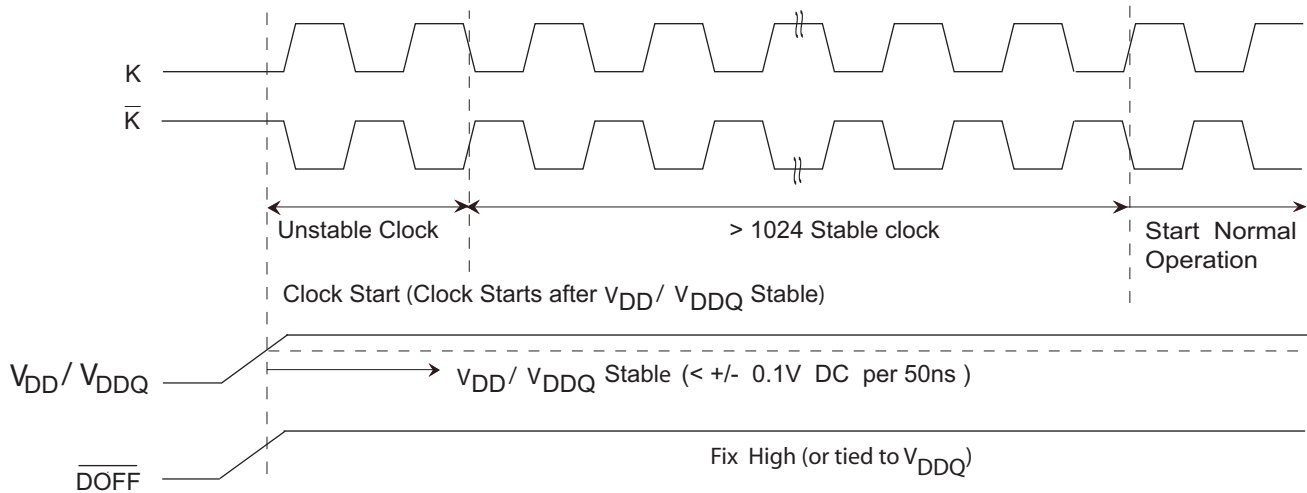 K
K̅
Unstable Clock
> 1024 Stable clock
Start Normal
Operation
Clock Start (Clock Starts after VDD/ VDDQ Stable)
VDD/ VDDQ
VDD/ VDDQ Stable (< +/- 0.1V DC per 50ns )
Fix High (or tied to VDDQ)
D̅O̅F̅F̅